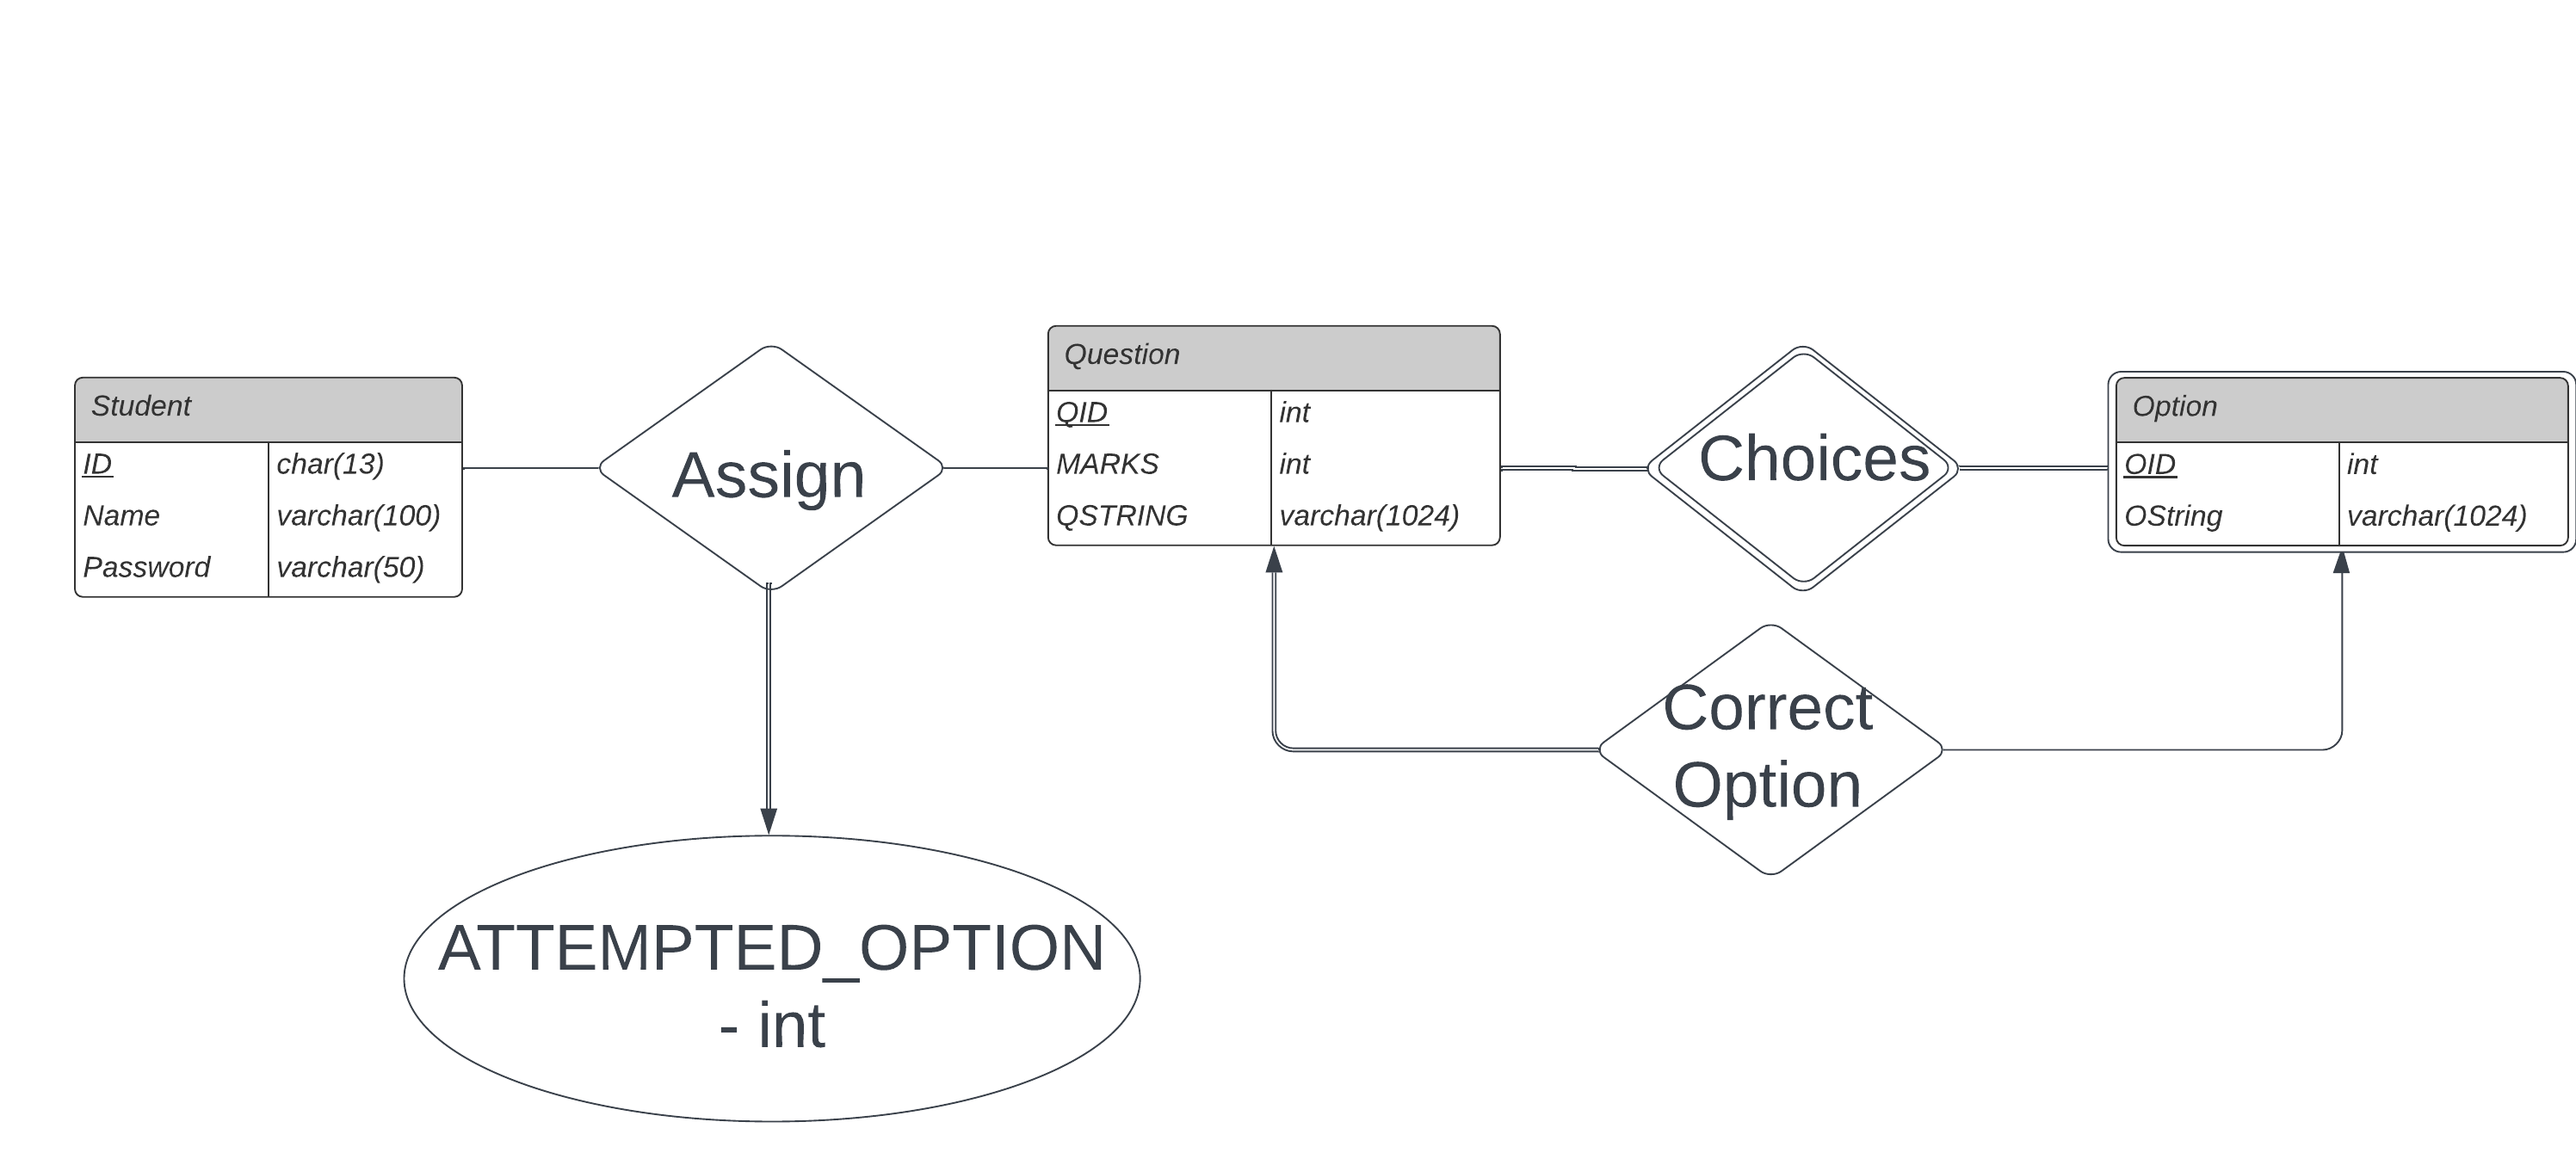 Student
ID char(13)
Name varchar(100)
Password varchar(50)
Assign
ATTEMPTED_OPTION
- int
Question
QID int
MARKS int
QSTRING varchar(1024)
Choices
Correct
Option
Option
OID int
OString varchar(1024)